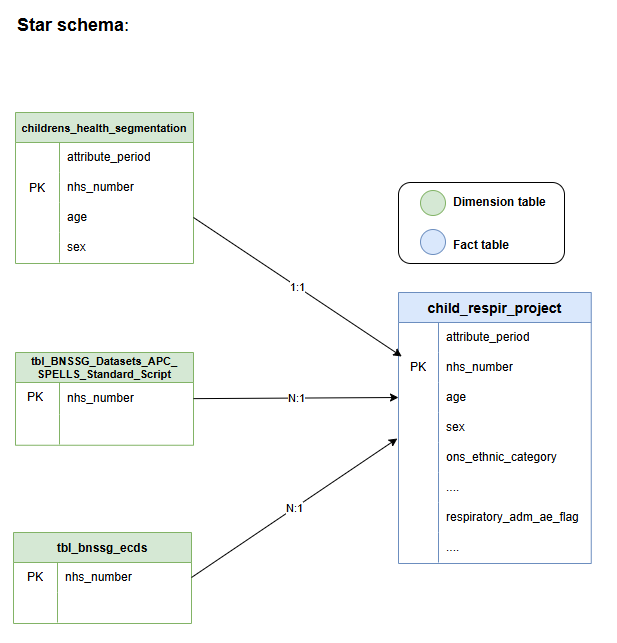 Star schema:
childrens_health_segmentation
attribute_period
PK
nhs_number
age
sex
Dimension table
Fact table
1:1
child_respir_project
attribute_period
PK
nhs_number
age
sex
ons_ethnic_category
....
respiratory_adm_ae_flag
....
tbl_BNSSG_Datasets_APC_
SPELLS_Standard_Script
PK
nhs_number
N:1
N:1
tbl_bnssg_ecds
PK
nhs_number